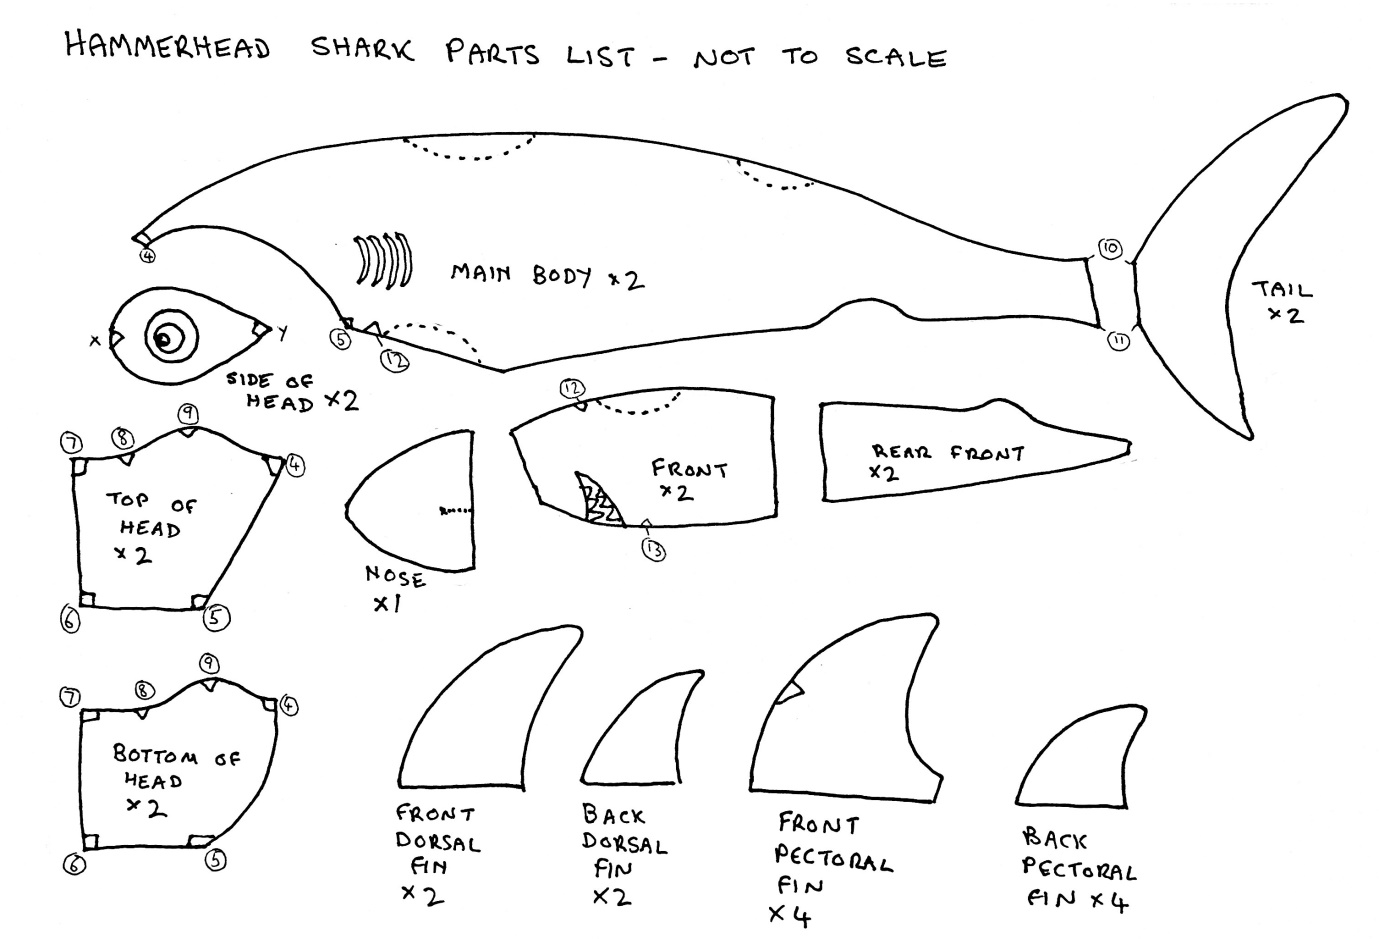 HAMMERHEAD SHARK PARTS LIST - NOT TO SCALE
4
MAIN BODY x2
10
11
TAIL
x2
X
Y
5
12
SIDE OF
HEAD x2
7
8
9
4
TOP OF
HEAD
x2
6
5
NOSE
x1
12
FRONT
x2
13
REAR FRONT
x2
7
8
9
4
BOTTOM OF
HEAD
x2
6
5
FRONT
DORSAL
FIN
x2
BACK
DORSAL
FIN
x2
FRONT
PECTORAL
FIN
x4
BACK
PECTORAL
FIN x4